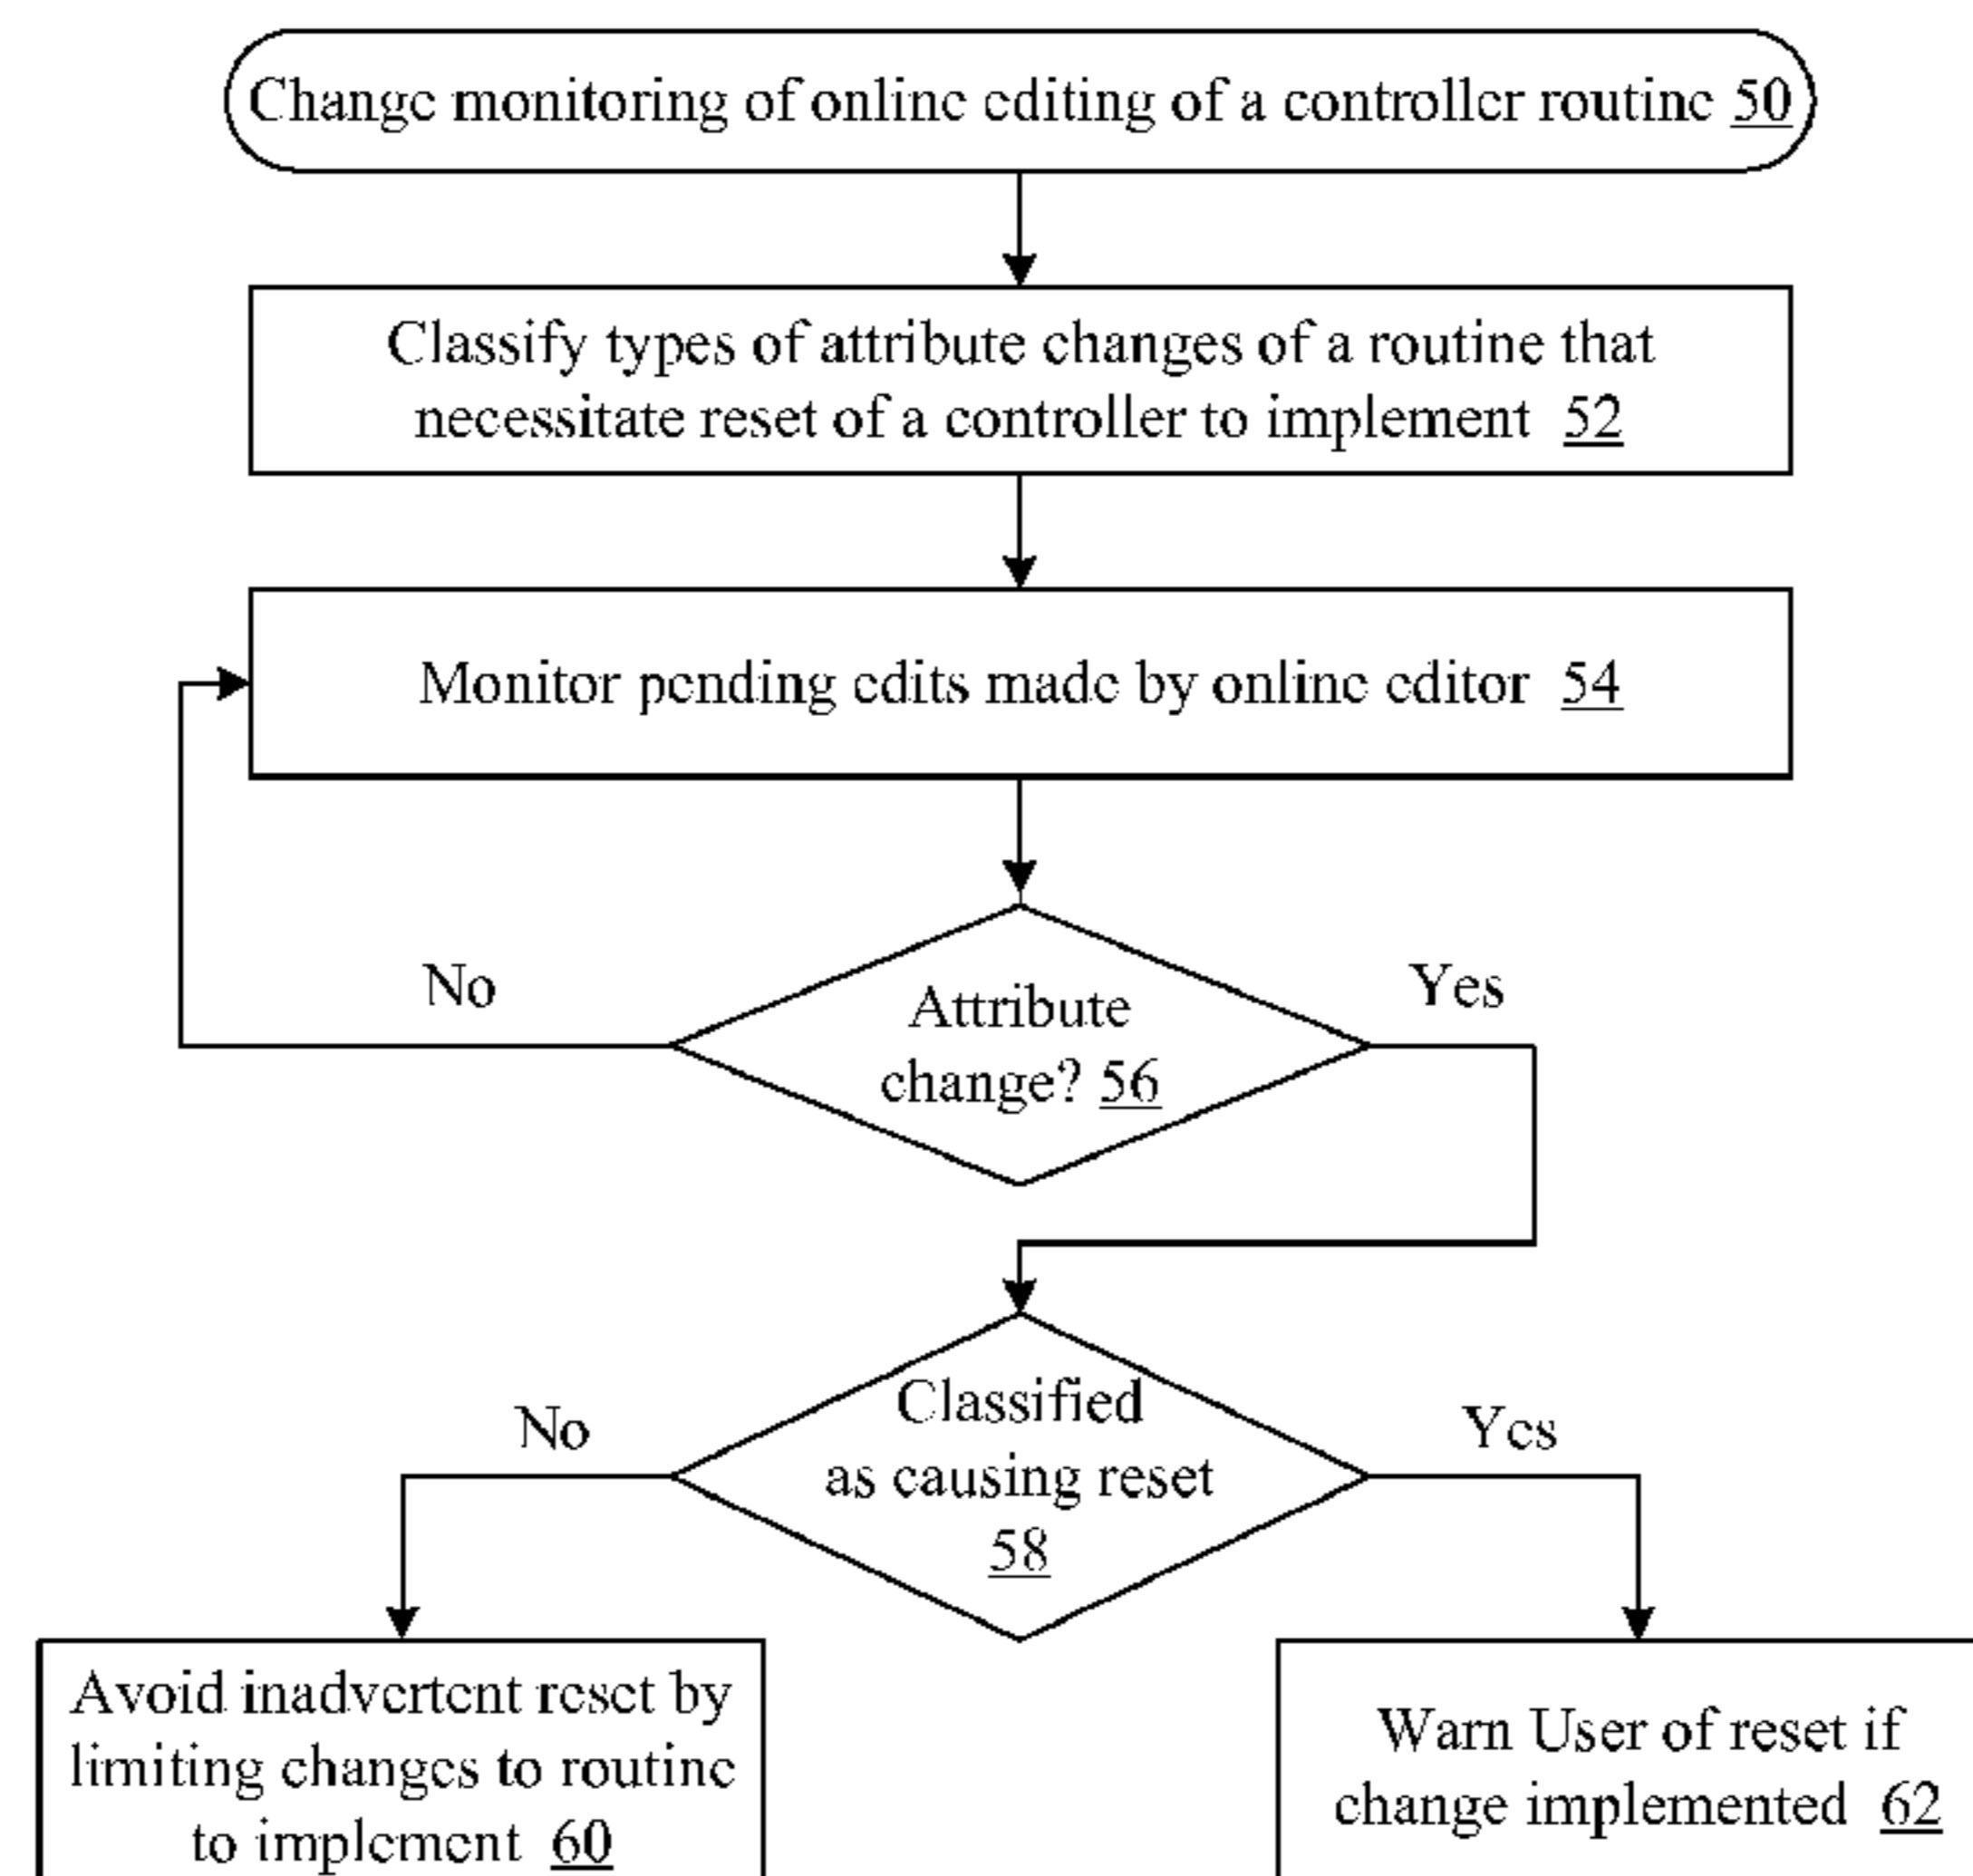 Change monitoring of online editing of a controller routine 50
Classify types of attribute changes of a routine that
necessitate reset of a controller to implement 52
Monitor pending edits made by online editor 54
No
Yes
Attribute
change? 56
Classified
as causing reset
58
No
Yes
Avoid inadvertent reset by
limiting changes to routine
to implement 60
Warn User of reset if
change implemented 62